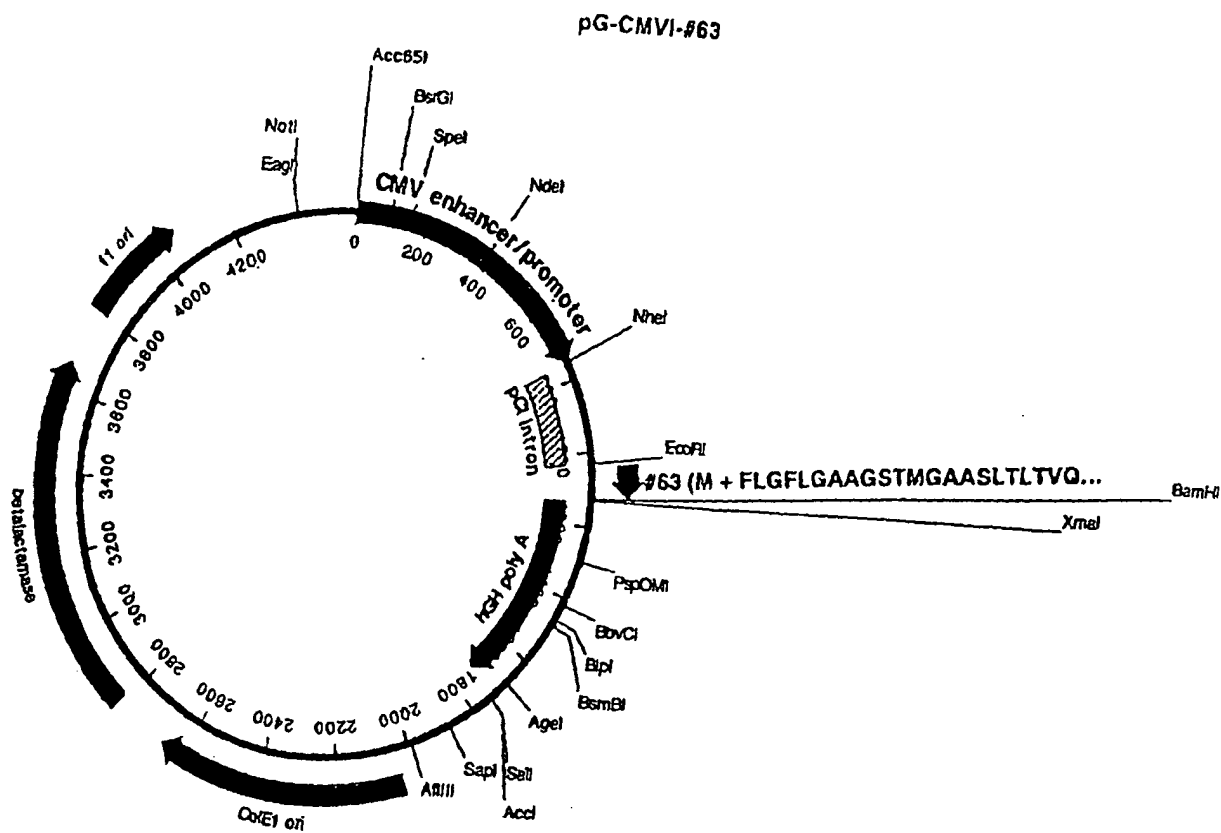 pG-CMVI-#63
Acc65I
BsrGI
SpeI
NotI
EagI
CMV enhancer/promoter
NdeI
f1 ori
0
200
400
600
4200
4000
3800
3600
3400
3200
3000
2800
2600
2400
2200
2000
1800
NheI
pCI Intron
EcoRI
#63 (M + FLGFLGAAGSTMGAASLTLTVQ...
BamHI
XmaI
betalactamase
hGH poly A
PspOMI
BbvCI
BlpI
BsmBI
AgeI
SapI
SalI
AccI
AflIII
ColE1 ori